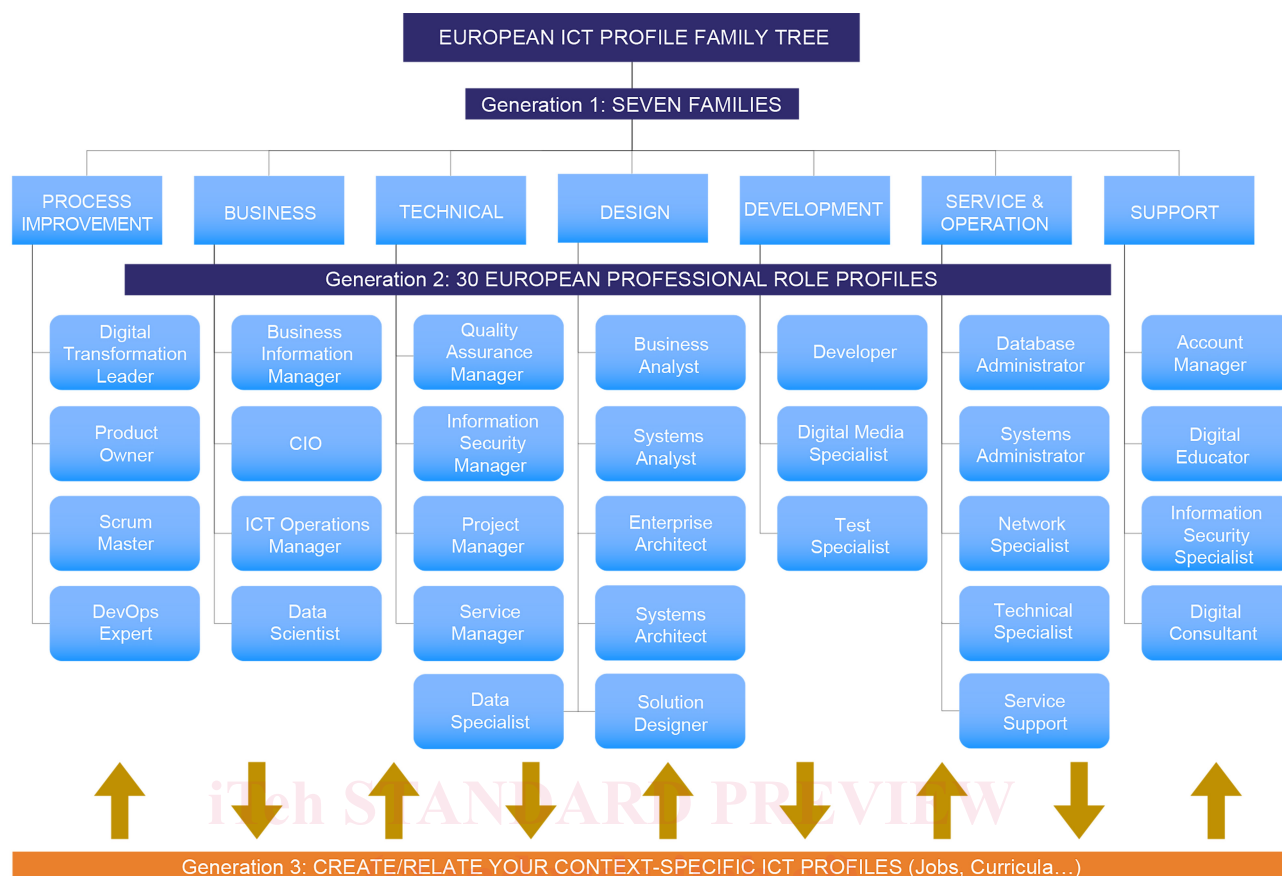 EUROPEAN ICT PROFILE FAMILY TREE
Generation 1: SEVEN FAMILIES
PROCESS
IMPROVEMENT
BUSINESS
TECHNICAL
DESIGN
DEVELOPMENT
SERVICE &
OPERATION
SUPPORT
Generation 2: 30 EUROPEAN PROFESSIONAL ROLE PROFILES
Digital
Transformation
Leader
Business
Information
Manager
Quality
Assurance
Manager
Business
Analyst
Developer
Database
Administrator
Account
Manager
Product
Owner
CIO
Information
Security
Manager
Systems
Analyst
Digital Media
Specialist
Systems
Administrator
Digital
Educator
Scrum
Master
ICT Operations
Manager
Project
Manager
Enterprise
Architect
Test
Specialist
Network
Specialist
Information
Security
Specialist
DevOps
Expert
Data
Scientist
Service
Manager
Systems
Architect
Technical
Specialist
Digital
Consultant
Data
Specialist
Solution
Designer
Service
Support
iTeh STANDARD PREVIEW
Generation 3: CREATE/RELATE YOUR CONTEXT-SPECIFIC ICT PROFILES (Jobs, Curricula…)